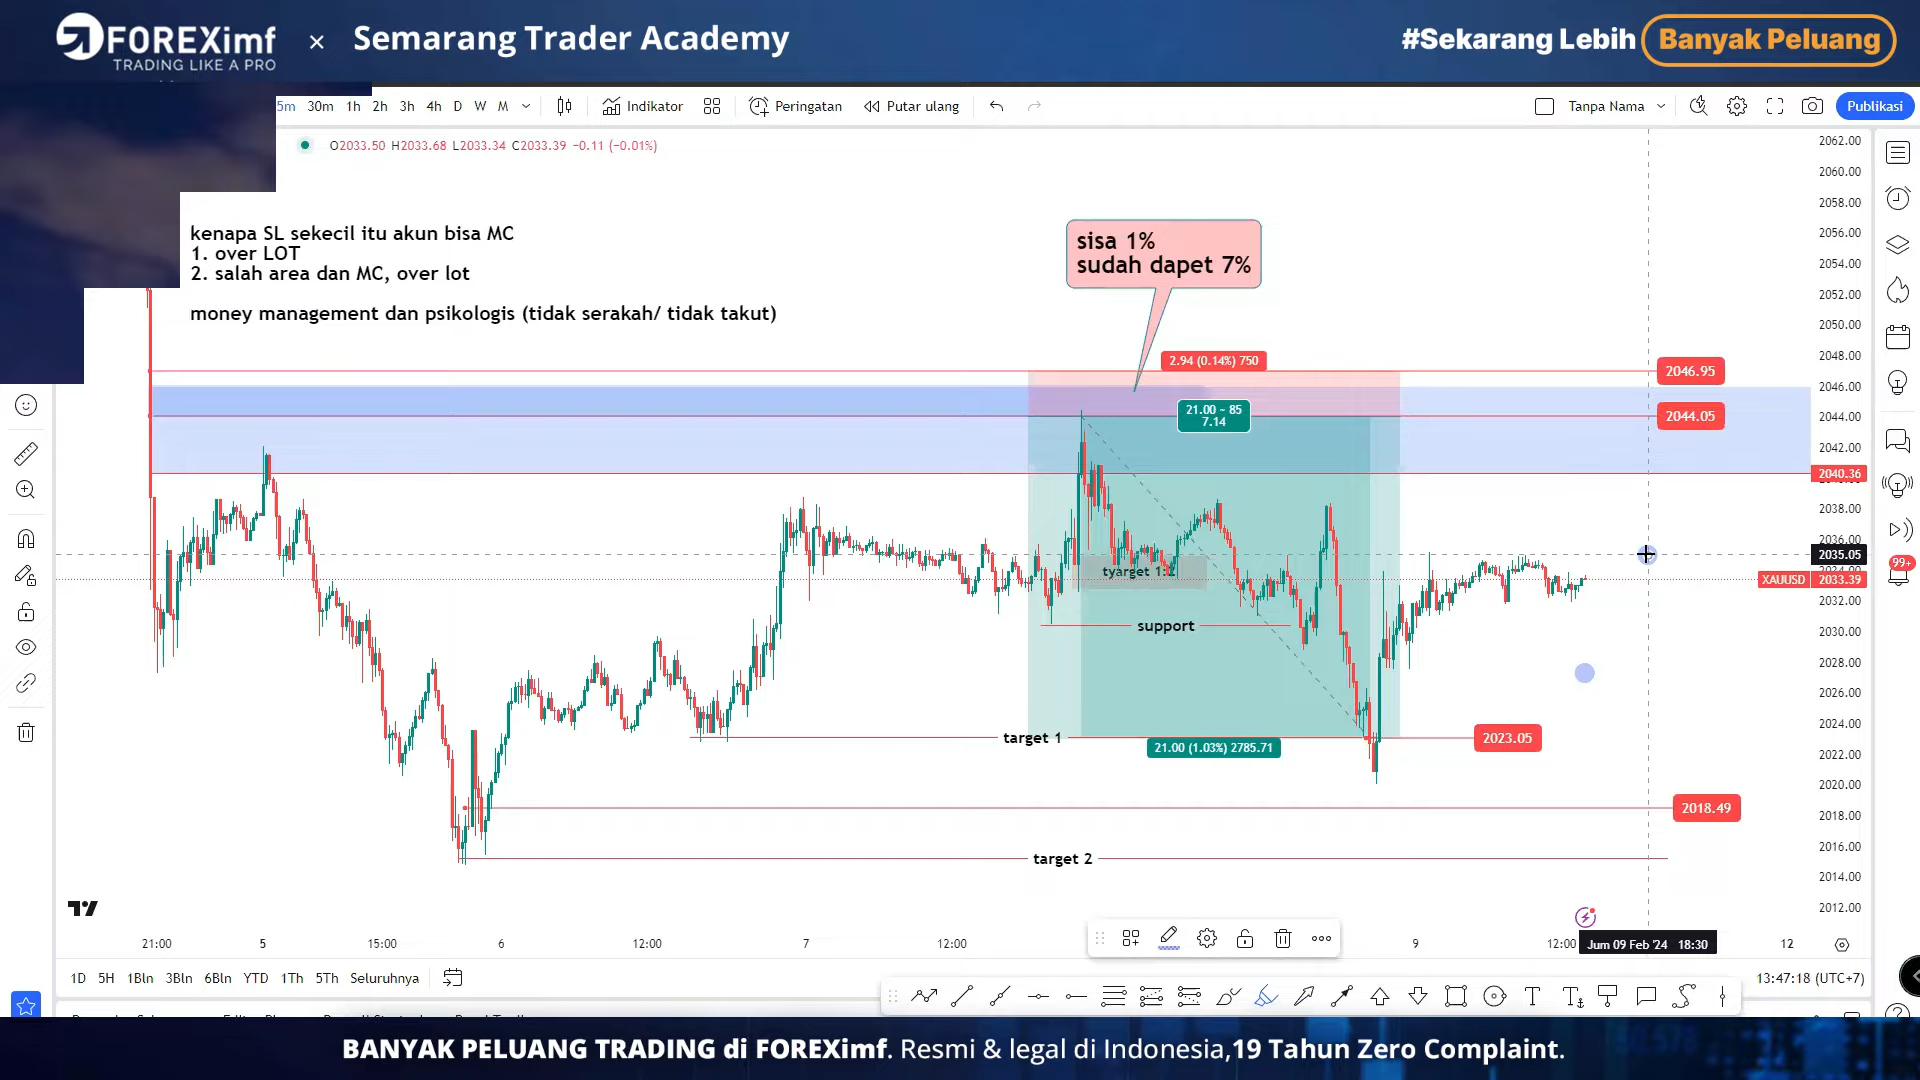 FOREXimf
TRADING LIKE A PRO
×
Semarang Trader Academy
#Sekarang Lebih Banyak Peluang
5m 30m 1h 2h 3h 4h D W M
Indikator
Peringatan
Putar ulang
Tanpa Nama
Publikasi
O2033.50 H2033.68 L2033.34 C2033.39 −0.11 (−0.01%)
kenapa SL sekecil itu akun bisa MC
1. over LOT
2. salah area dan MC, over lot
money management dan psikologis (tidak serakah/ tidak takut)
sisa 1%
sudah dapet 7%
2.94 (0.14%) 750
21.00 ~ 85
7.14
2046.95
2044.05
tyarget 1:2
support
target 1
21.00 (1.03%) 2785.71
2023.05
2018.49
target 2
2062.00
2060.00
2058.00
2056.00
2054.00
2052.00
2050.00
2048.00
2046.00
2044.00
2042.00
2040.36
2038.00
2036.00
2035.05
XAUUSD 2033.39
2032.00
2030.00
2028.00
2026.00
2024.00
2022.00
2020.00
2018.00
2016.00
2014.00
2012.00
99+
21:00 5 15:00 6 12:00 7 12:00 9 12:00 Jum 09 Feb '24 18:30 12
1D 5H 1Bln 3Bln 6Bln YTD 1Th 5Th Seluruhnya
13:47:18 (UTC+7)
BANYAK PELUANG TRADING di FOREXimf. Resmi & legal di Indonesia,19 Tahun Zero Complaint.